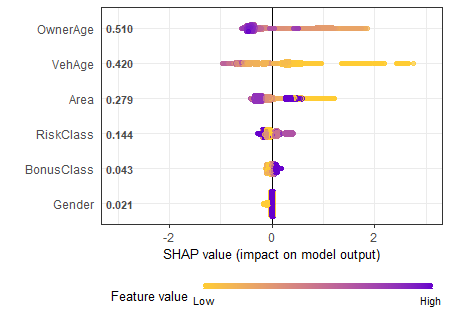 OwnerAge 0.510
VehAge 0.420
Area 0.279
RiskClass 0.144
BonusClass 0.043
Gender 0.021
-2 0 2
SHAP value (impact on model output)
Feature value Low High